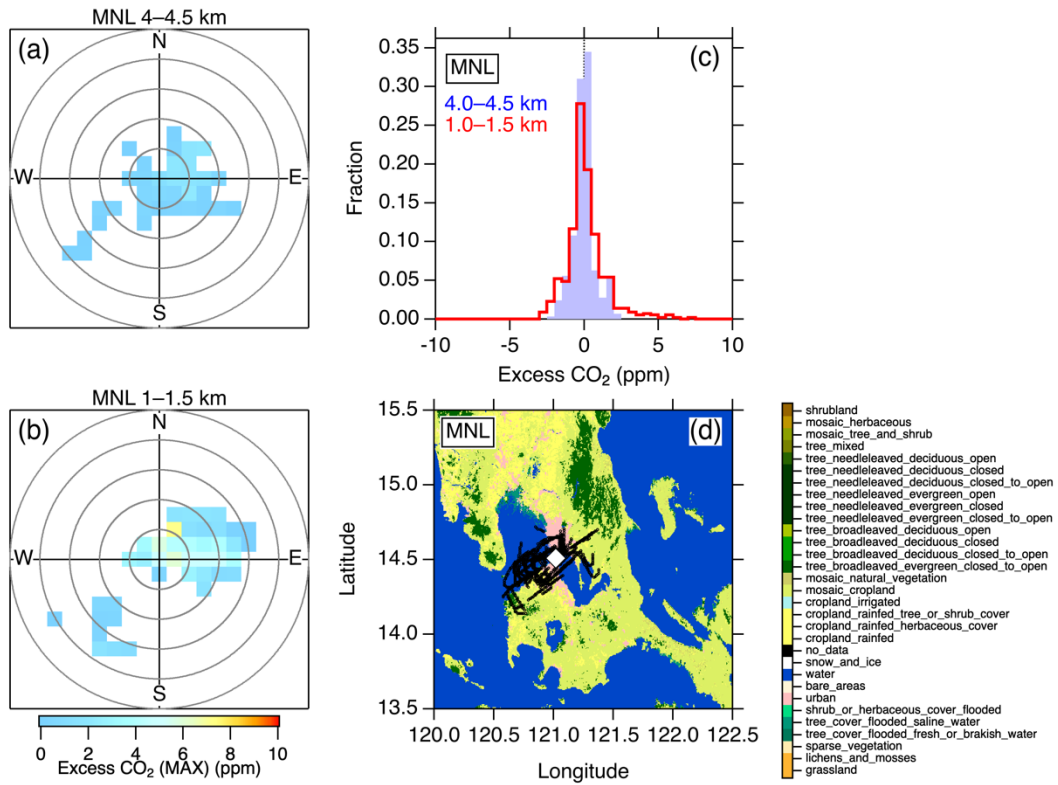 MNL 4–4.5 km
(a)
N
W
E
S
(c)
MNL
4.0–4.5 km
1.0–1.5 km
Fraction
0.35
0.30
0.25
0.20
0.15
0.10
0.05
0.00
-10
-5
0
5
10
Excess CO₂ (ppm)
MNL 1–1.5 km
(b)
N
W
E
S
0
2
4
6
8
10
Excess CO₂ (MAX) (ppm)
MNL
(d)
Latitude
15.5
15.0
14.5
14.0
13.5
120.0
120.5
121.0
121.5
122.0
122.5
Longitude
shrubland
mosaic_herbaceous
mosaic_tree_and_shrub
tree_mixed
tree_needleleaved_deciduous_open
tree_needleleaved_deciduous_closed
tree_needleleaved_deciduous_closed_to_open
tree_needleleaved_evergreen_open
tree_needleleaved_evergreen_closed
tree_needleleaved_evergreen_closed_to_open
tree_broadleaved_deciduous_open
tree_broadleaved_deciduous_closed
tree_broadleaved_deciduous_closed_to_open
tree_broadleaved_evergreen_closed_to_open
mosaic_natural_vegetation
mosaic_cropland
cropland_irrigated
cropland_rainfed_tree_or_shrub_cover
cropland_rainfed_herbaceous_cover
cropland_rainfed
no_data
snow_and_ice
water
bare_areas
urban
shrub_or_herbaceous_cover_flooded
tree_cover_flooded_saline_water
tree_cover_flooded_fresh_or_brakish_water
sparse_vegetation
lichens_and_mosses
grassland